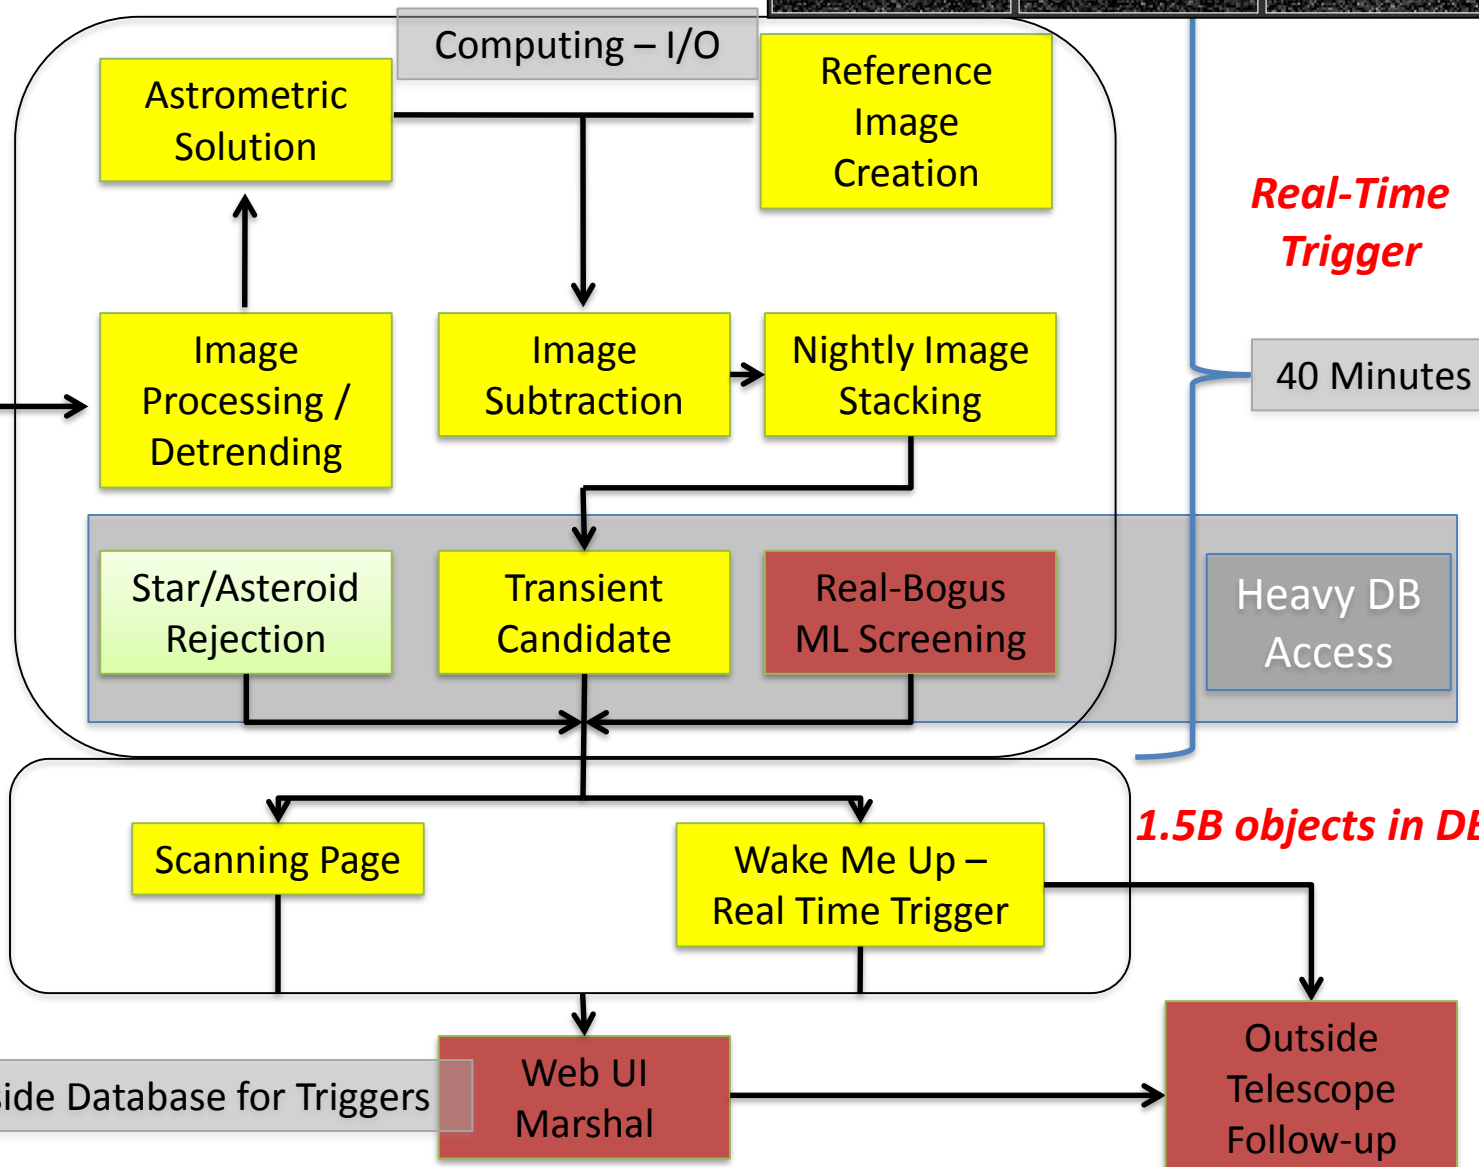 Computing – I/O
Astrometric
Solution
Reference
Image
Creation
Real-Time
Trigger
Image
Processing /
Detrending
Image
Subtraction
Nightly Image
Stacking
40 Minutes
Star/Asteroid
Rejection
Transient
Candidate
Real-Bogus
ML Screening
Heavy DB
Access
1.5B objects in DB
Scanning Page
Wake Me Up –
Real Time Trigger
Database for Triggers
Web UI
Marshal
Outside
Telescope
Follow-up